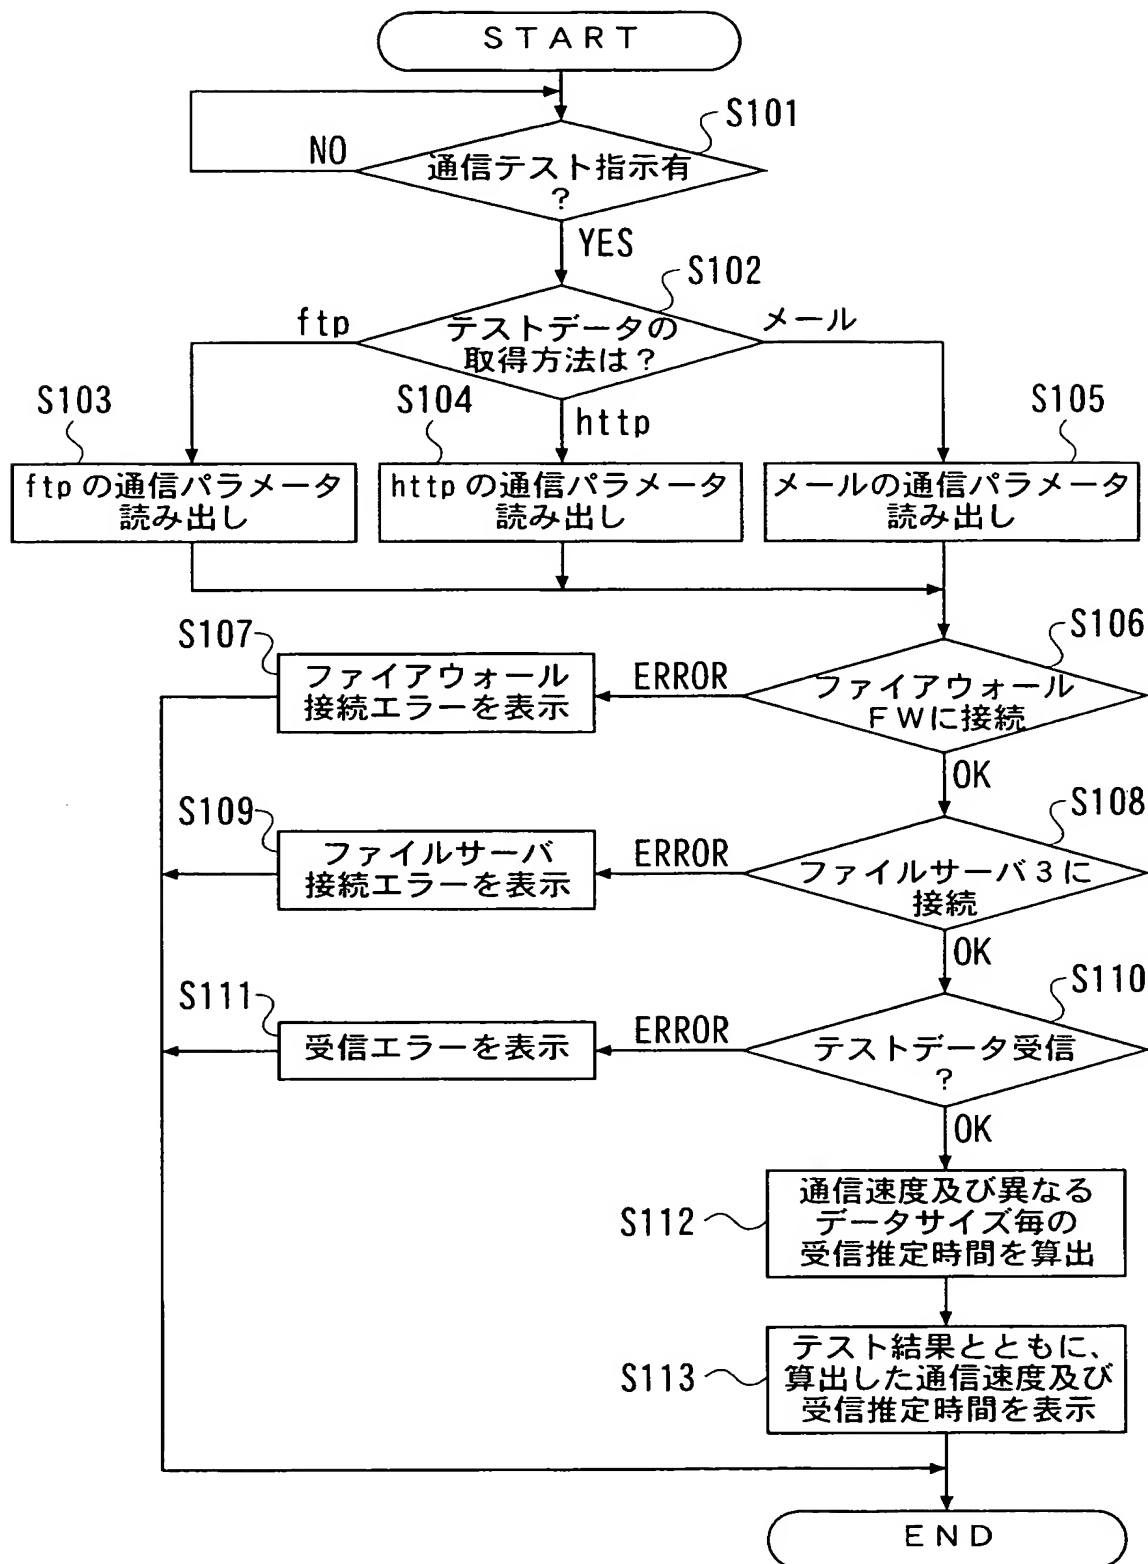 START
S101
NO
通信テスト指示有
?
YES
S102
ftp
テストデータの
取得方法は?
メール
http
S103
S104
S105
ftpの通信パラメータ
読み出し
httpの通信パラメータ
読み出し
メールの通信パラメータ
読み出し
S106
S107
ファイアウォール
接続エラーを表示
ERROR
ファイアウォール
FWに接続
OK
S108
S109
ファイルサーバ
接続エラーを表示
ERROR
ファイルサーバ3に
接続
OK
S110
S111
受信エラーを表示
ERROR
テストデータ受信
?
OK
S112
通信速度及び異なる
データサイズ毎の
受信推定時間を算出
S113
テスト結果とともに、
算出した通信速度及び
受信推定時間を表示
END